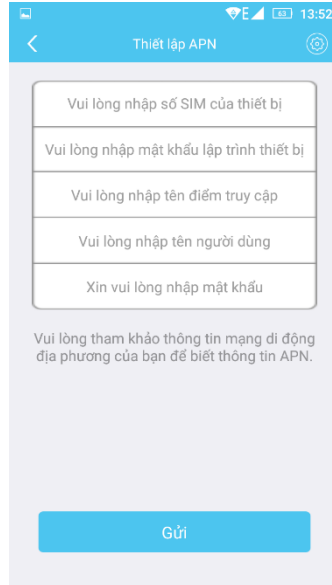 E 63 13:52
Thiết lập APN
Vui lòng nhập số SIM của thiết bị
Vui lòng nhập mật khẩu lập trình thiết bị
Vui lòng nhập tên điểm truy cập
Vui lòng nhập tên người dùng
Xin vui lòng nhập mật khẩu
Vui lòng tham khảo thông tin mạng di động
địa phương của bạn để biết thông tin APN.
Gửi